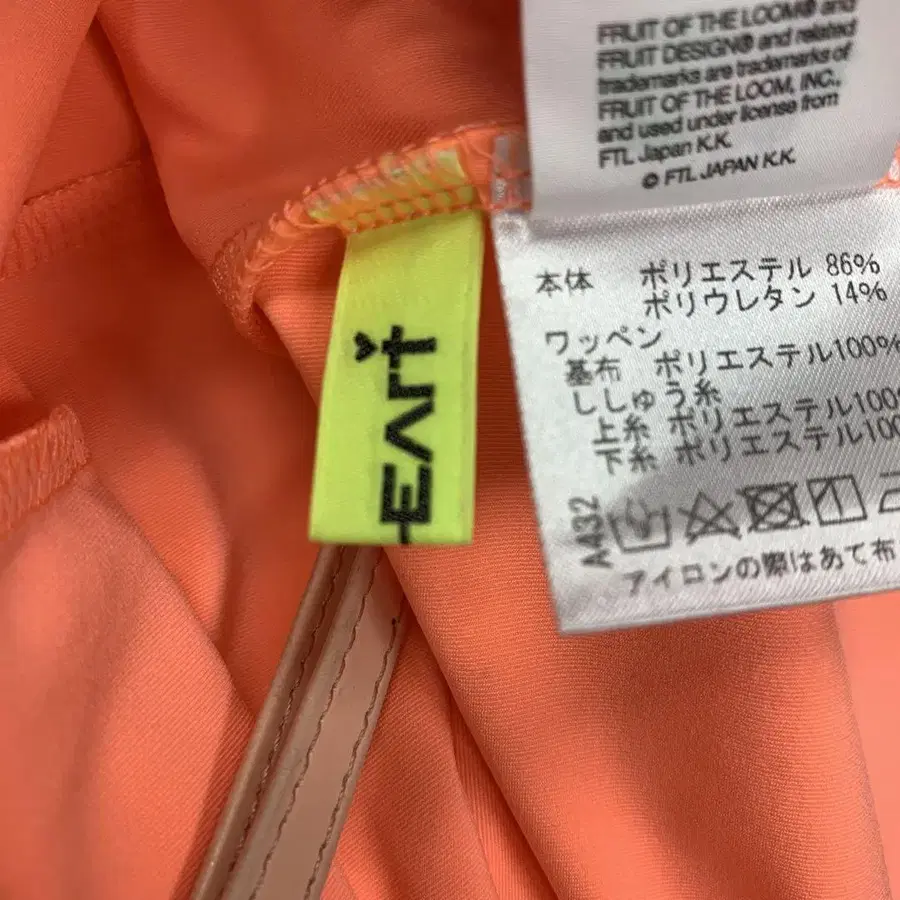 FRUIT OF THE LOOM® and
FRUIT DESIGN® and related
trademarks are trademarks of
FRUIT OF THE LOOM, INC.,
and used under license from
FTL Japan K.K.
© FTL JAPAN K.K.
本体 ポリエステル 86%
ポリウレタン 14%
ワッペン
基布 ポリエステル100%
ししゅう糸
上糸 ポリエステル100
下糸 ポリエステル100
A432
アイロンの際はあて布